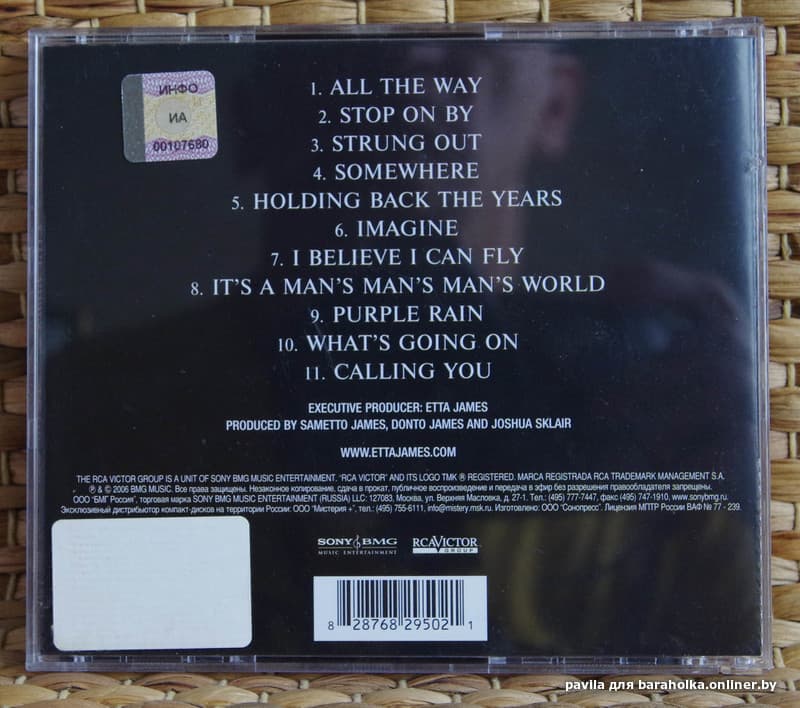 ИНФО
ИА
00107680
1. ALL THE WAY
2. STOP ON BY
3. STRUNG OUT
4. SOMEWHERE
5. HOLDING BACK THE YEARS
6. IMAGINE
7. I BELIEVE I CAN FLY
8. IT'S A MAN'S MAN'S MAN'S WORLD
9. PURPLE RAIN
10. WHAT'S GOING ON
11. CALLING YOU
EXECUTIVE PRODUCER: ETTA JAMES
PRODUCED BY SAMETTO JAMES, DONTO JAMES AND JOSHUA SKLAIR
WWW.ETTAJAMES.COM
THE RCA VICTOR GROUP IS A UNIT OF SONY BMG MUSIC ENTERTAINMENT. "RCA VICTOR" AND ITS LOGO TMK ® REGISTERED. MARCA REGISTRADA RCA TRADEMARK MANAGEMENT S.A.
℗ & © 2006 BMG MUSIC. Все права защищены. Незаконное копирование, сдача в прокат, публичное воспроизведение и передача в эфир без разрешения правообладателя запрещены.
ООО "БМГ Россия", торговая марка SONY BMG MUSIC ENTERTAINMENT (RUSSIA) LLC: 127083, Москва, ул. Верхняя Масловка, д. 27-1. Тел.: (495) 777-7447, факс (495) 747-1910, www.sonybmg.ru.
Эксклюзивный дистрибьютор компакт-дисков на территории России: ООО "Мистерия +", тел.: (495) 755-6111, info@mistery.msk.ru. Изготовлено: ООО "Сонопресс". Лицензия МПТР России ВАФ № 77 - 239.
SONY BMG
MUSIC ENTERTAINMENT
RCA VICTOR
GROUP
8 28768 29502 1
pavila для baraholka.onliner.by